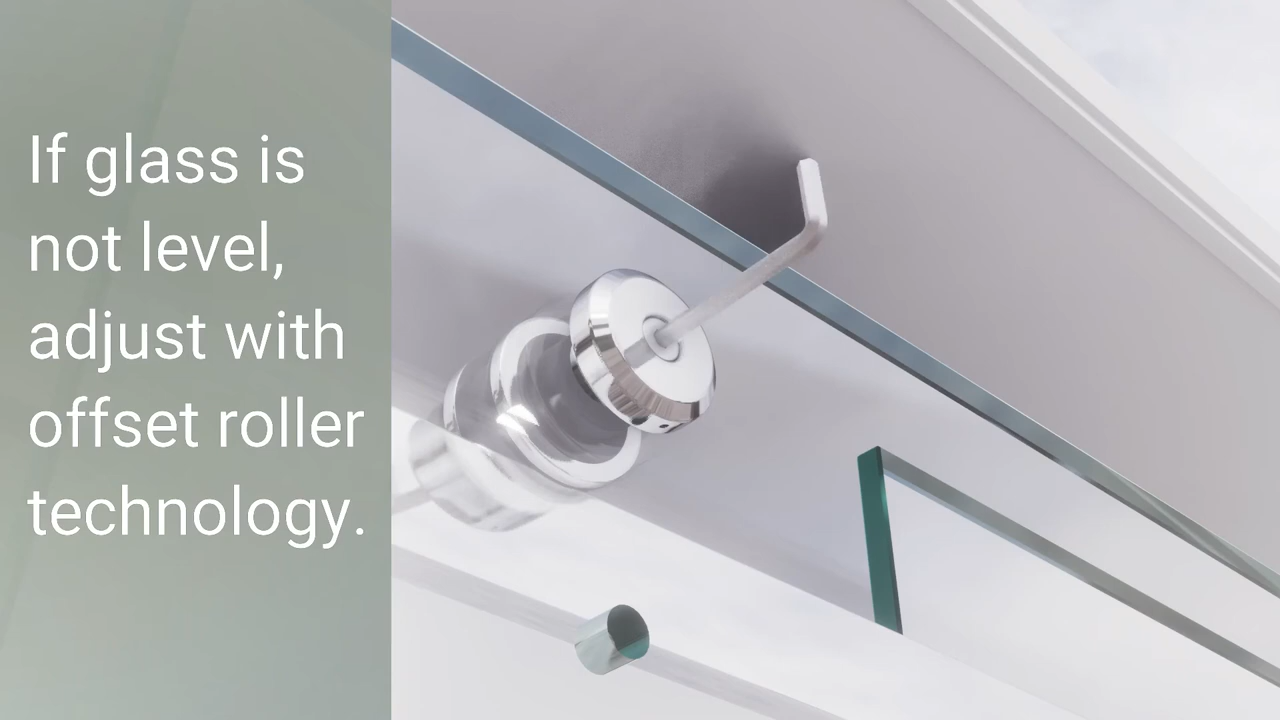 If glass is
not level,
adjust with
offset roller
technology.